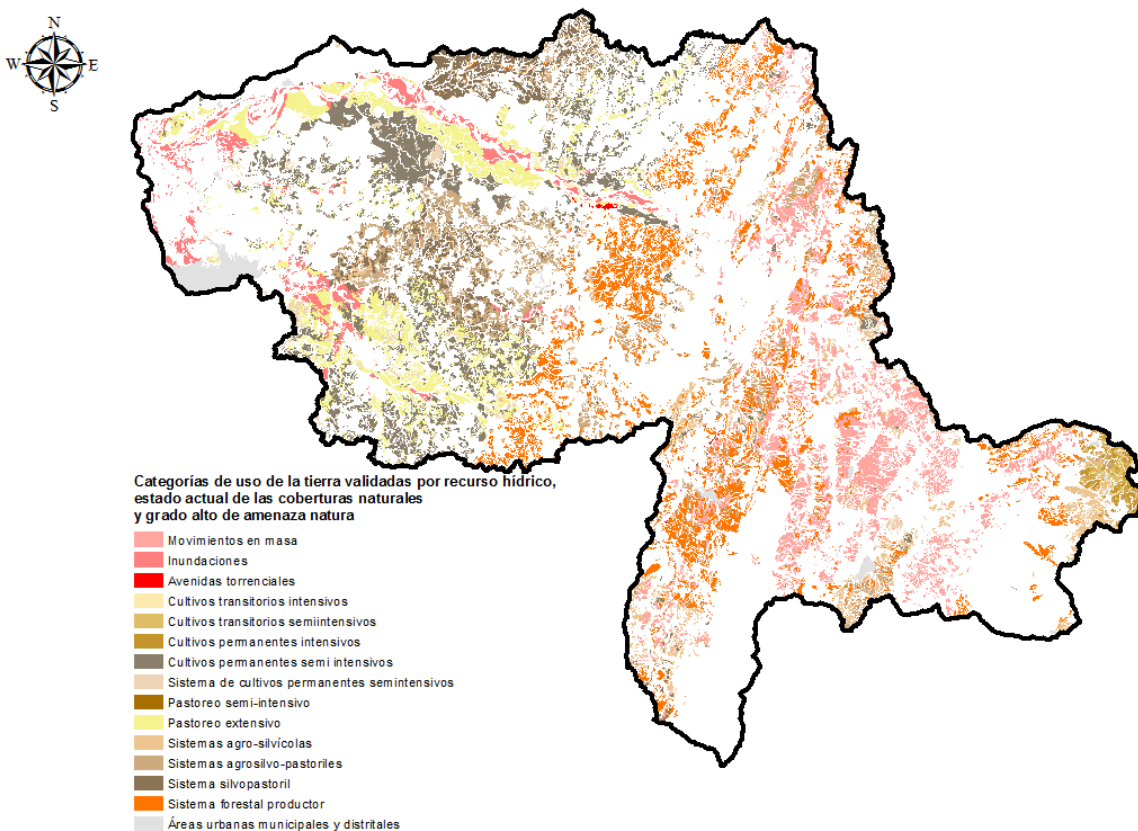 N
W E
S
Categorías de uso de la tierra validadas por recurso hídrico,
estado actual de las coberturas naturales
y grado alto de amenaza natura
Movimientos en masa
Inundaciones
Avenidas torrenciales
Cultivos transitorios intensivos
Cultivos transitorios semiintensivos
Cultivos permanentes intensivos
Cultivos permanentes semi intensivos
Sistema de cultivos permanentes semintensivos
Pastoreo semi-intensivo
Pastoreo extensivo
Sistemas agro-silvícolas
Sistemas agrosilvo-pastoriles
Sistema silvopastoril
Sistema forestal productor
Áreas urbanas municipales y distritales